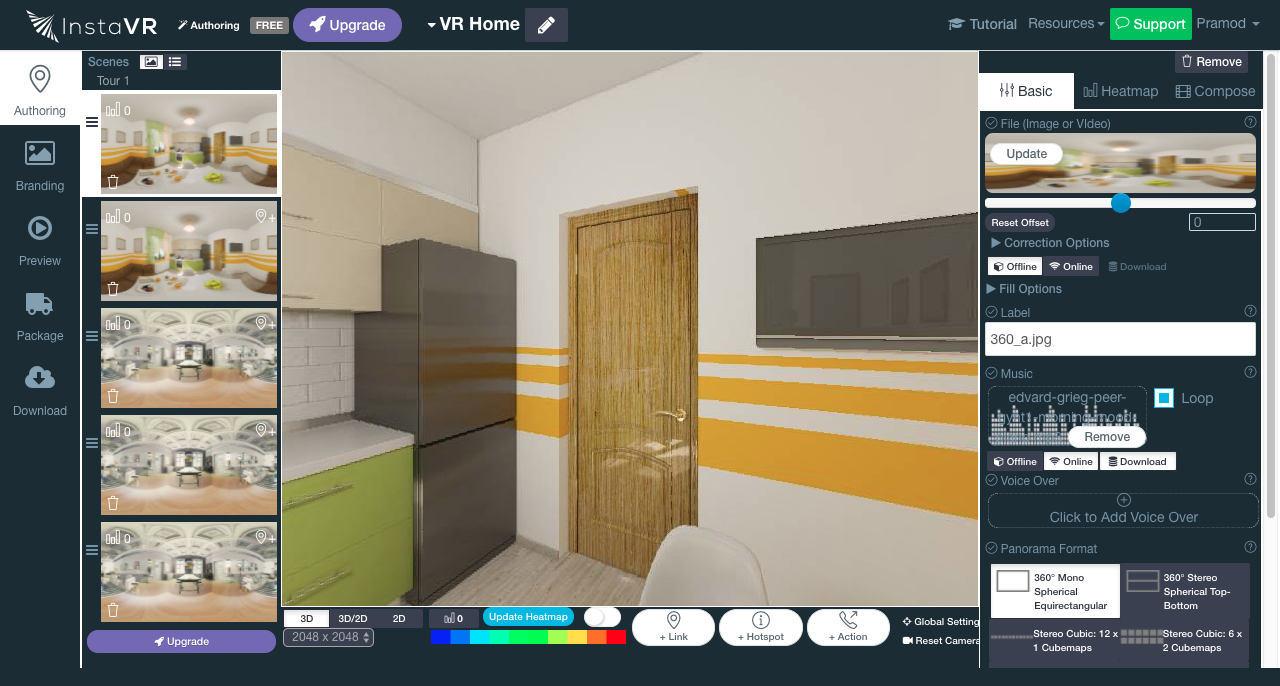 InstaVR
Authoring
FREE
Upgrade
VR Home
Tutorial
Resources
Support
Pramod
Authoring
Branding
Preview
Package
Download
Scenes
Tour 1
0
0
0
0
0
Upgrade
3D
3D/2D
2D
2048 x 2048
0
Update Heatmap
+ Link
+ Hotspot
+ Action
Global Setting
Reset Camera
Remove
Basic
Heatmap
Compose
File (Image or VIdeo)
Update
Reset Offset
0
Correction Options
Offline
Online
Download
Fill Options
Label
360_a.jpg
Music
edvard-grieg-peer-
Loop
Remove
Offline
Online
Download
Voice Over
Click to Add Voice Over
Panorama Format
360° Mono
Spherical
Equirectangular
360° Stereo
Spherical Top-
Bottom
Stereo Cubic: 12 x
1 Cubemaps
Stereo Cubic: 6 x
2 Cubemaps